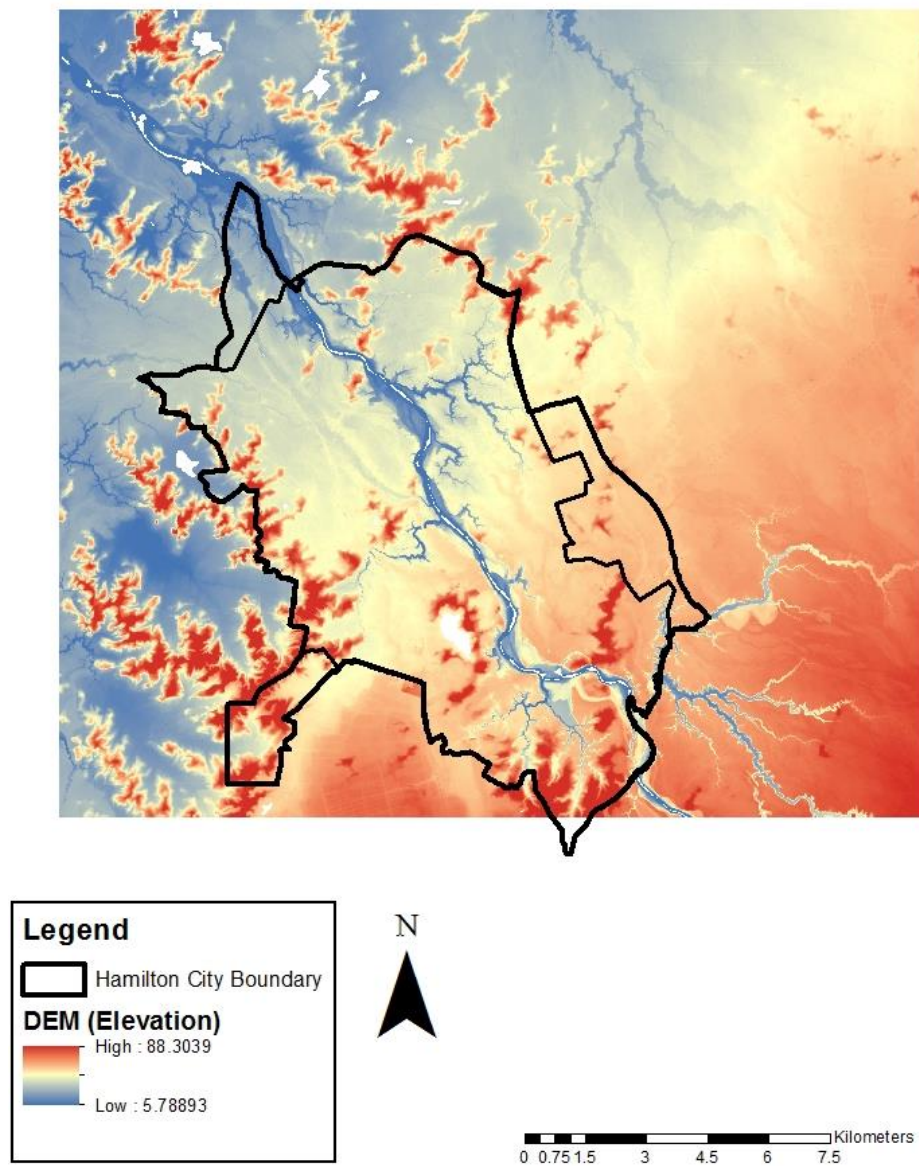 Legend
Hamilton City Boundary
DEM (Elevation)
High : 88.3039
Low : 5.78893
N
Kilometers
0 0.75 1.5 3 4.5 6 7.5